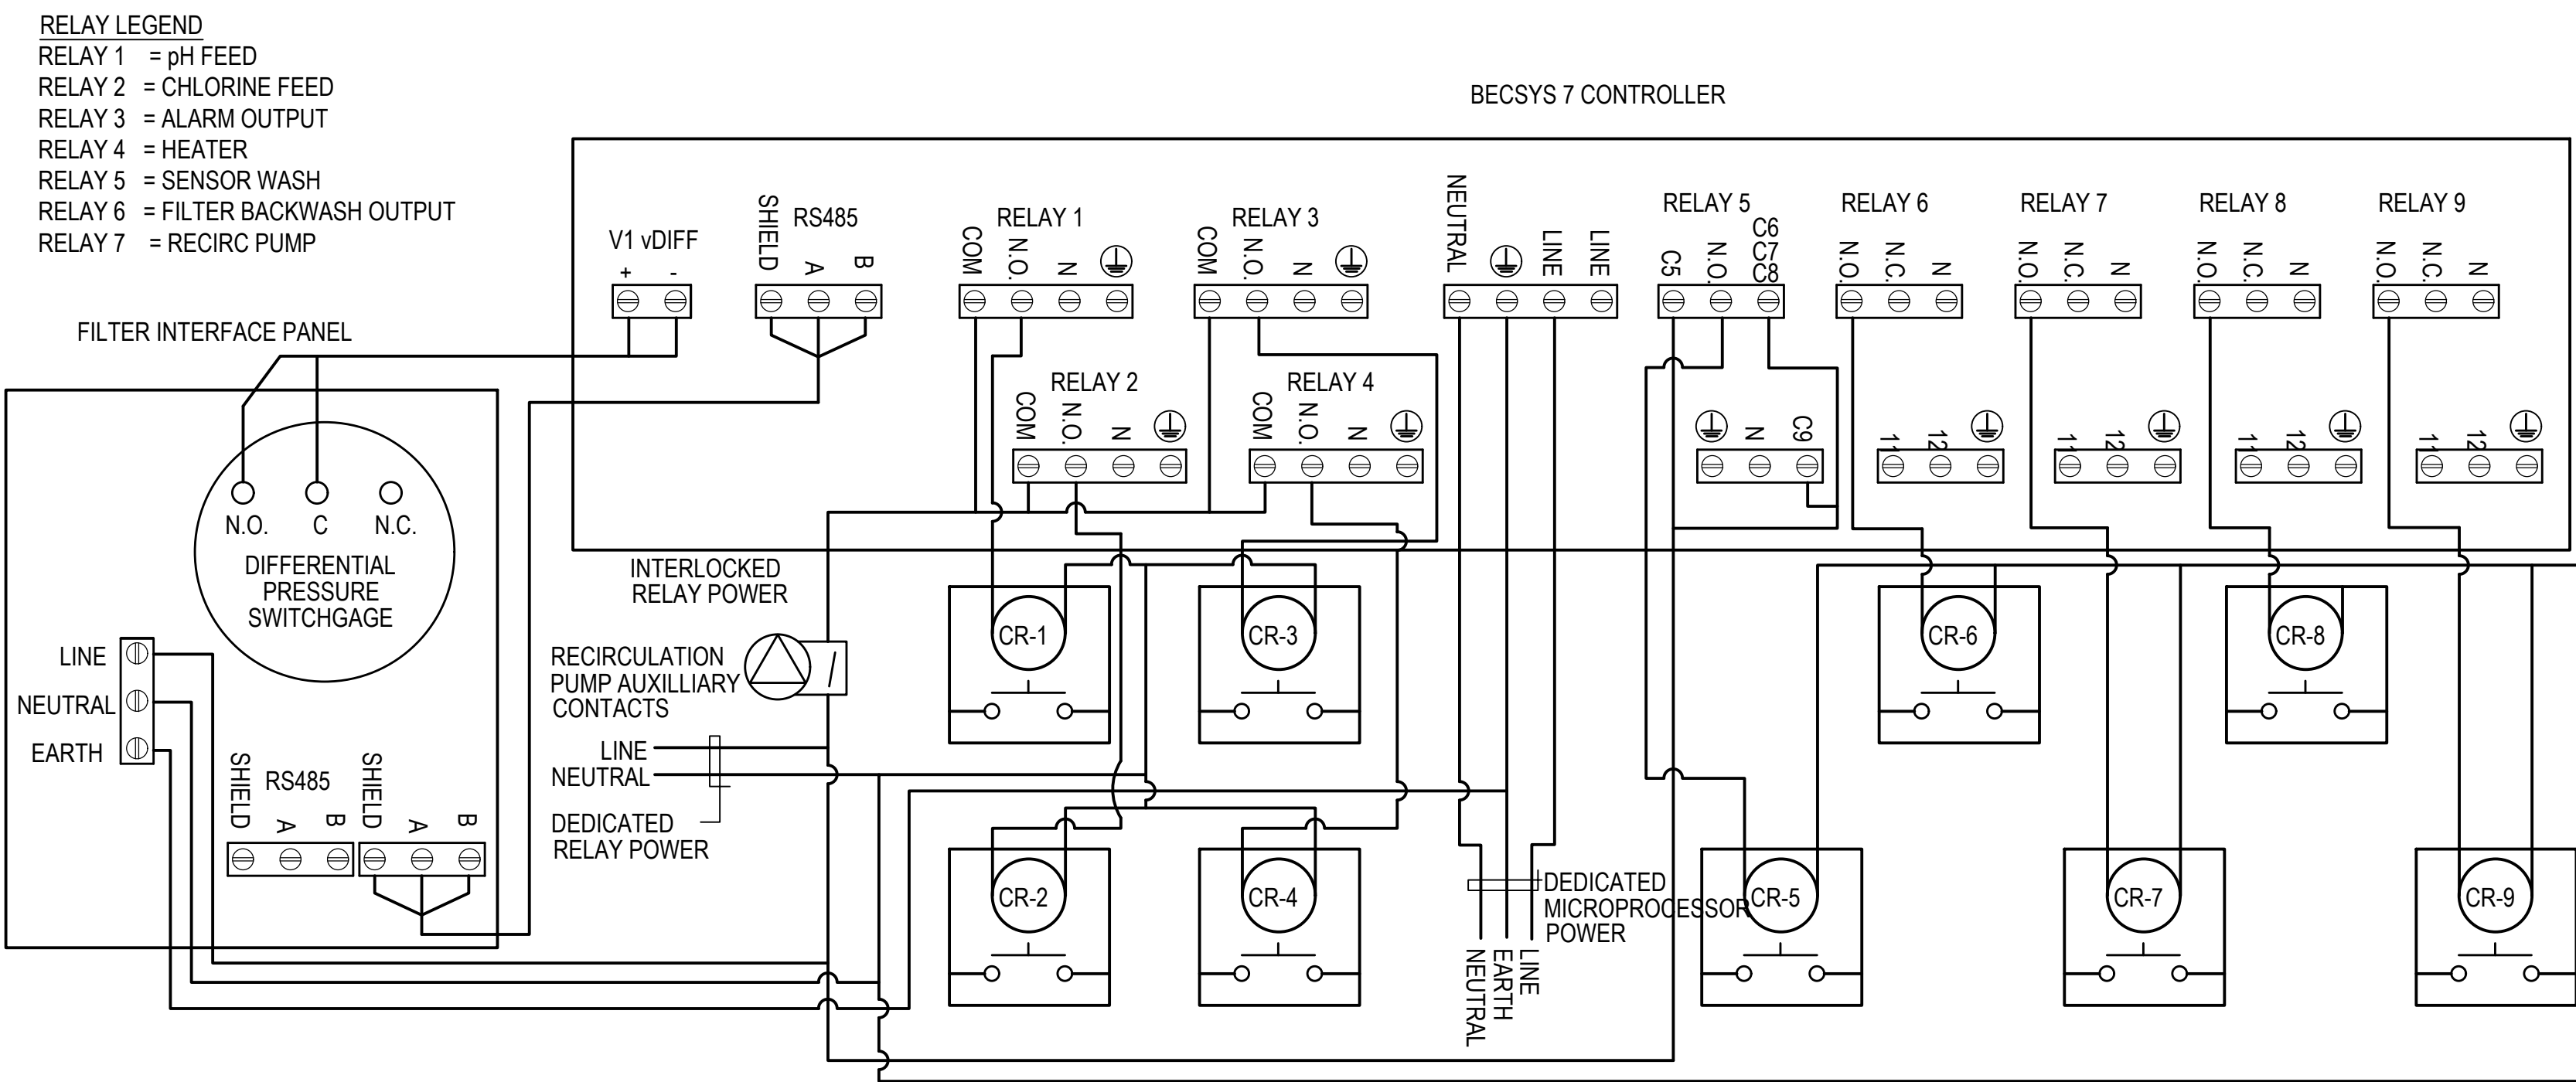 RELAY LEGEND
RELAY 1 = pH FEED
RELAY 2 = CHLORINE FEED
RELAY 3 = ALARM OUTPUT
RELAY 4 = HEATER
RELAY 5 = SENSOR WASH
RELAY 6 = FILTER BACKWASH OUTPUT
RELAY 7 = RECIRC PUMP
BECSYS 7 CONTROLLER
V1 vDIFF
+ -
RS485
SHIELD A B
RELAY 1
COM N.O. N
RELAY 3
COM N.O. N
NEUTRAL LINE LINE
RELAY 5
C5 N.O.
C6
C7
C8
RELAY 6
N.O. N.C. N
RELAY 7
N.O. N.C. N
RELAY 8
N.O. N.C. N
RELAY 9
N.O. N.C. N
RELAY 2
COM N.O. N
RELAY 4
COM N.O. N
N C9
11 12
11 12
11 12
11 12
FILTER INTERFACE PANEL
N.O. C N.C.
DIFFERENTIAL
PRESSURE
SWITCHGAGE
LINE
NEUTRAL
EARTH
RS485
SHIELD A B
SHIELD A B
INTERLOCKED
RELAY POWER
RECIRCULATION
PUMP AUXILLIARY
CONTACTS
LINE
NEUTRAL
DEDICATED
RELAY POWER
CR-1
CR-3
CR-6
CR-8
CR-2
CR-4
CR-5
CR-7
CR-9
DEDICATED
MICROPROCESSOR
POWER
NEUTRAL
EARTH
LINE